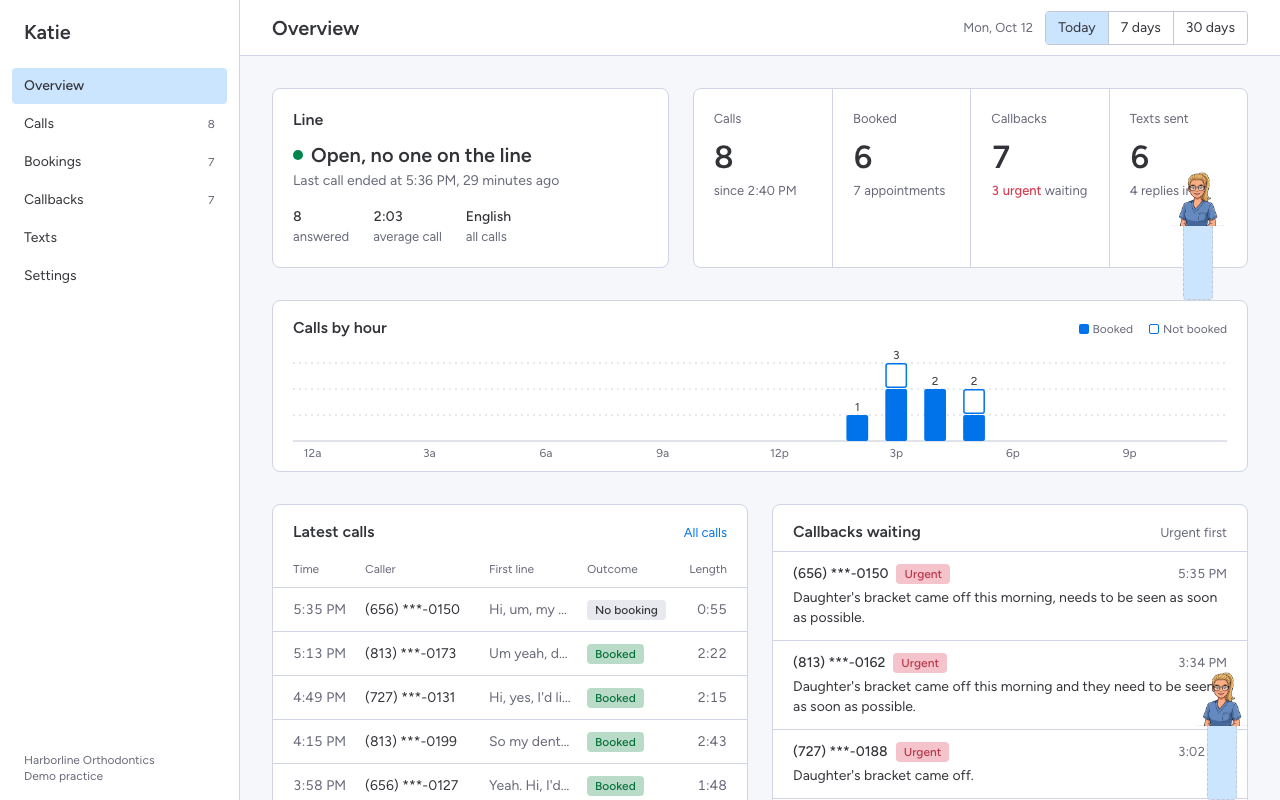 Katie
Overview
Calls 8
Bookings 7
Callbacks 7
Texts
Settings
Harborline Orthodontics
Demo practice
Overview
Mon, Oct 12
Today
7 days
30 days
Line
Open, no one on the line
Last call ended at 5:36 PM, 29 minutes ago
8 2:03 English
answered average call all calls
Calls Booked Callbacks Texts sent
8 6 7 6
since 2:40 PM 7 appointments 3 urgent waiting 4 replies
Calls by hour
Booked Not booked
3
2 2
1
12a 3a 6a 9a 12p 3p 6p 9p
Latest calls All calls
Time Caller First line Outcome Length
5:35 PM (656) ***-0150 Hi, um, my ... No booking 0:55
5:13 PM (813) ***-0173 Um yeah, d... Booked 2:22
4:49 PM (727) ***-0131 Hi, yes, I'd li... Booked 2:15
4:15 PM (813) ***-0199 So my dent... Booked 2:43
3:58 PM (656) ***-0127 Yeah. Hi, I'd... Booked 1:48
Callbacks waiting Urgent first
(656) ***-0150 Urgent 5:35 PM
Daughter's bracket came off this morning, needs to be seen as soon
as possible.
(813) ***-0162 Urgent 3:34 PM
Daughter's bracket came off this morning and they need to be seen
as soon as possible.
(727) ***-0188 Urgent 3:02
Daughter's bracket came off.